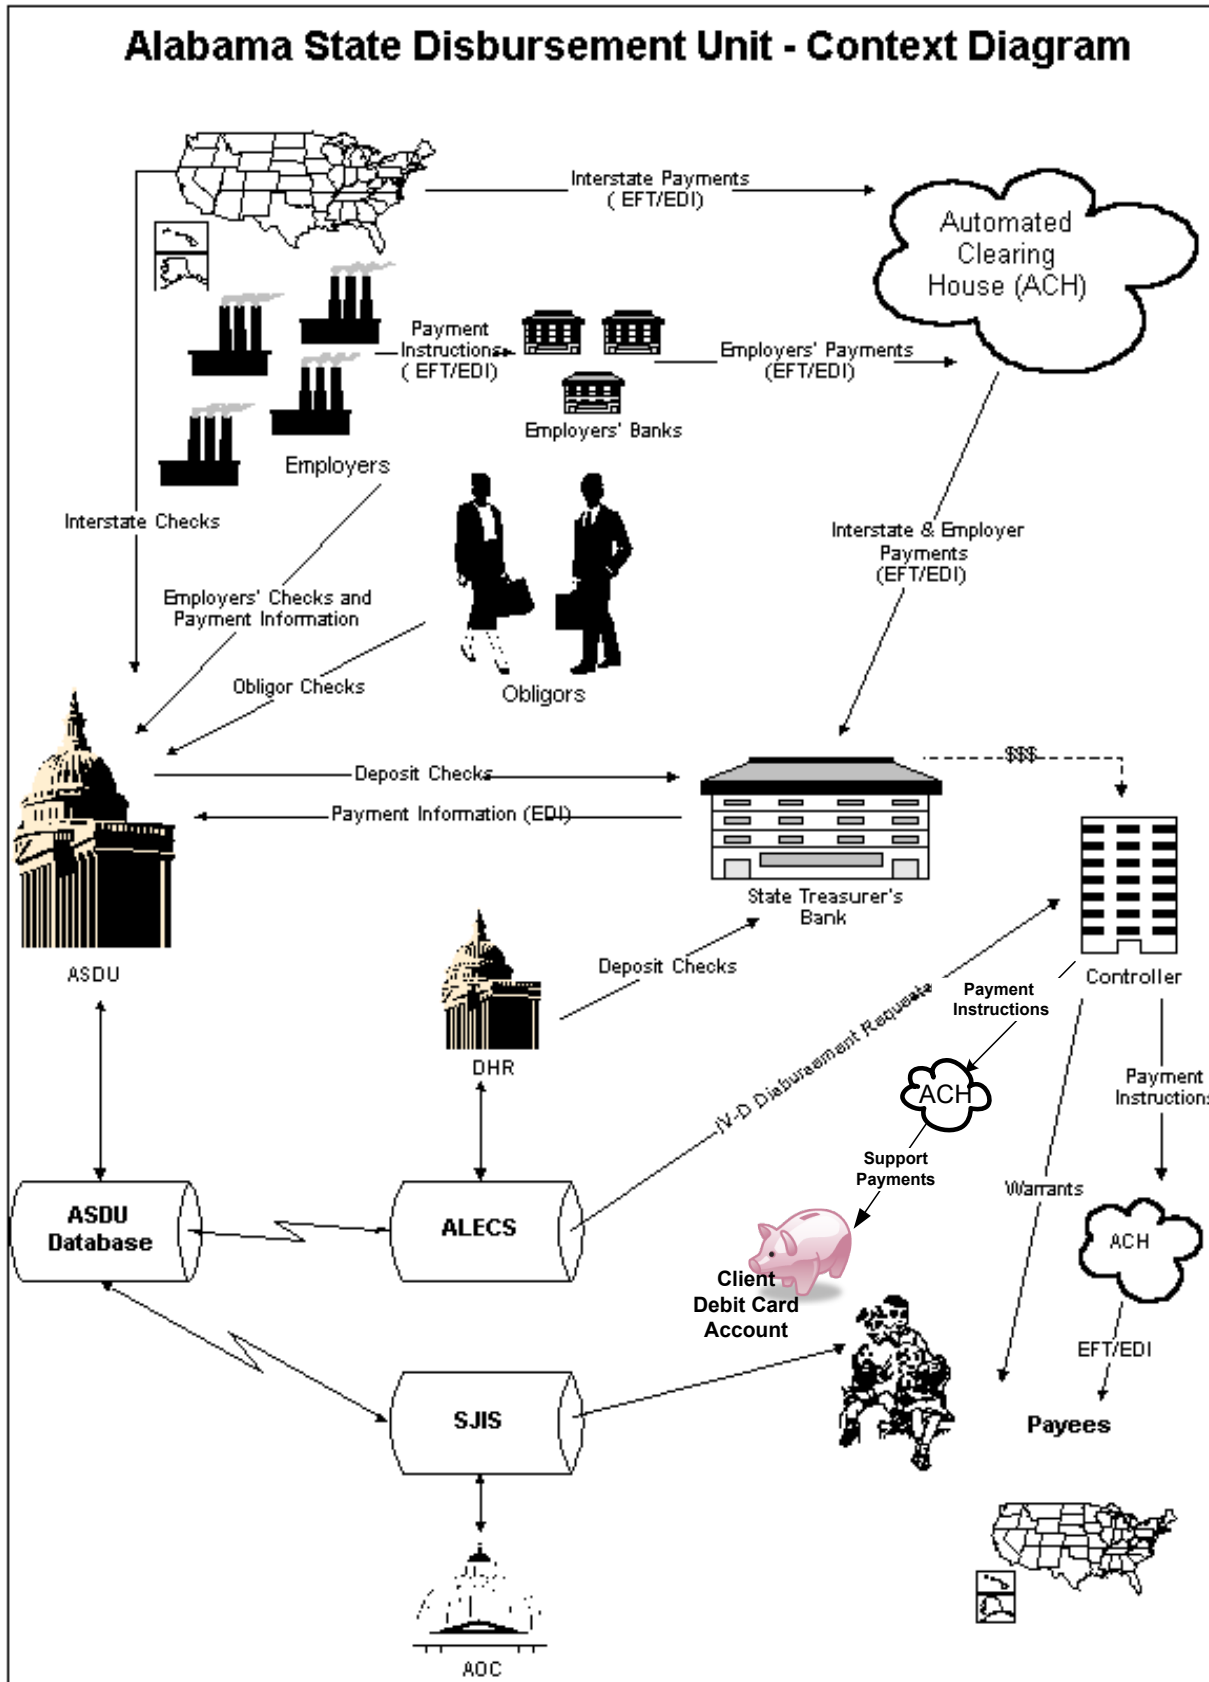 Alabama State Disbursement Unit - Context Diagram
Interstate Payments
( EFT/EDI)
Automated
Clearing
House (ACH)
Payment
Instructions
( EFT/EDI)
Employers' Payments
(EFT/EDI)
Employers' Banks
Employers
Interstate Checks
Interstate & Employer
Payments
(EFT/EDI)
Employers' Checks and
Payment Information
Obligor Checks
Obligors
$$$
Deposit Checks
Payment Information (EDI)
State Treasurer's
Bank
ASDU
Deposit Checks
Controller
Payment
Instructions
DHR
IV-D Disbursement Requests
ACH
Payment
Instructions
Support
Payments
Warrants
ASDU
Database
ALECS
ACH
Client
Debit Card
Account
EFT/EDI
SJIS
Payees
AOC